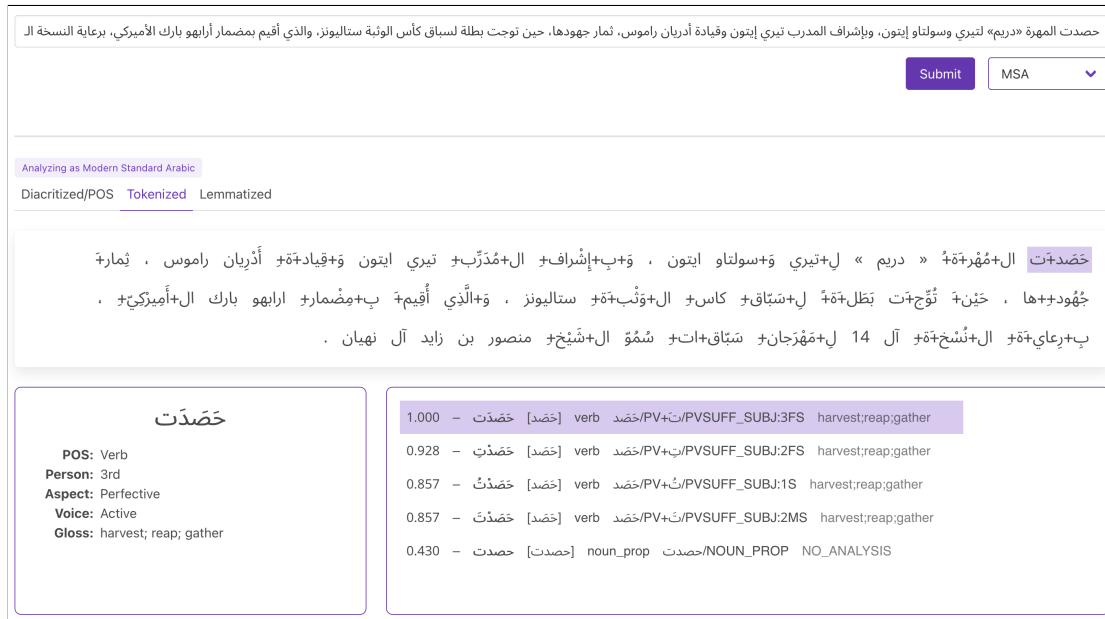 حصدت المهرة «دريم» لتيري وسولتاو إيتون، وبإشراف المدرب تيري إيتون وقيادة أدريان راموس، ثمار جهودها، حين توجت بطلة لسباق كأس الوثبة ستاليونز، والذي أقيم بمضمار أرابهو بارك الأميركي، برعاية النسخة الـ
Submit
MSA
Analyzing as Modern Standard Arabic
Diacritized/POS Tokenized Lemmatized
حَصَد+َت ال+مُهْر+َة+ُ « دريم » لِ+تيري وَ+سولتاو ايتون ، وَ+بِ+إِشْراف+ِ ال+مُدَرِّب+ِ تيري ايتون وَ+قِياد+َة+ِ أَدْرِيان راموس ، ثِمار+َ
جُهُود+ِ+ها ، حَيْن+َ تُوِّج+َت بَطَل+َة+ً لِ+سَبّاق+ِ كاس+ِ ال+وَثْب+َة+ِ ستاليونز ، وَ+الَّذِي أُقِيم+َ بِ+مِضْمار+ِ ارابهو بارك ال+أَمِيرْكِيّ+ِ ،
بِ+رِعاي+َة+ِ ال+نُسْخ+َة+ِ آل 14 لِ+مَهْرَجان+ِ سَبّاق+ات+ِ سُمُوّ ال+شَيْخ+ِ منصور بن زايد آل نهيان .
حَصَدَت
POS: Verb
Person: 3rd
Aspect: Perfective
Voice: Active
Gloss: harvest; reap; gather
1.000 – حَصَدَت [حَصَد] verb حَصَد/PV+َت/PVSUFF_SUBJ:3FS harvest;reap;gather
0.928 – حَصَدْتِ [حَصَد] verb حَصَد/PV+تِ/PVSUFF_SUBJ:2FS harvest;reap;gather
0.857 – حَصَدْتُ [حَصَد] verb حَصَد/PV+تُ/PVSUFF_SUBJ:1S harvest;reap;gather
0.857 – حَصَدْتَ [حَصَد] verb حَصَد/PV+تَ/PVSUFF_SUBJ:2MS harvest;reap;gather
0.430 – حصدت [حصدت] noun_prop حصدت/NOUN_PROP NO_ANALYSIS